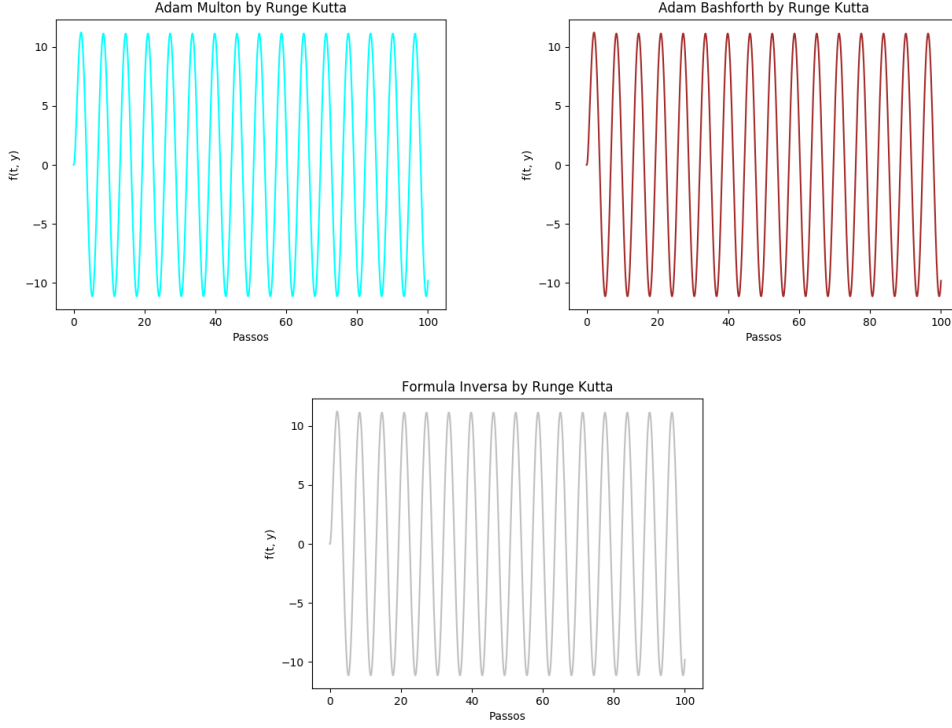 Adam Multon by Runge Kutta
10
5
0
−5
−10
f(t, y)
0 20 40 60 80 100
Passos
Adam Bashforth by Runge Kutta
10
5
0
−5
−10
f(t, y)
0 20 40 60 80 100
Passos
Formula Inversa by Runge Kutta
10
5
0
−5
−10
f(t, y)
0 20 40 60 80 100
Passos